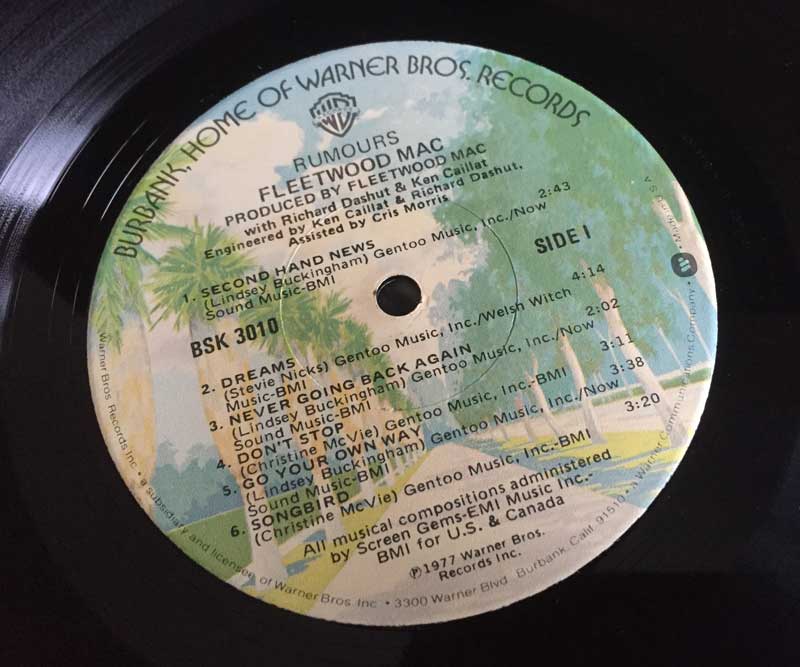 BURBANK, HOME OF WARNER BROS. RECORDS
RUMOURS
FLEETWOOD MAC
PRODUCED BY FLEETWOOD MAC
with Richard Dashut & Ken Caillat
Engineered by Ken Caillat & Richard Dashut,
Assisted by Cris Morris
SIDE I
1. SECOND HAND NEWS 2:43
(Lindsey Buckingham) Gentoo Music, Inc./Now
Sound Music-BMI
BSK 3010
2. DREAMS 4:14
(Stevie Nicks) Gentoo Music, Inc./Welsh Witch
Music-BMI
3. NEVER GOING BACK AGAIN 2:02
(Lindsey Buckingham) Gentoo Music, Inc./Now
Sound Music-BMI
4. DON'T STOP 3:11
(Christine McVie) Gentoo Music, Inc.-BMI
5. GO YOUR OWN WAY 3:38
(Lindsey Buckingham) Gentoo Music, Inc./Now
Sound Music-BMI
6. SONGBIRD 3:20
(Christine McVie) Gentoo Music, Inc.-BMI
All musical compositions administered
by Screen Gems-EMI Music Inc.-
BMI for U.S. & Canada
℗1977 Warner Bros.
Records Inc.
Warner Bros. Records Inc. • a subsidiary and licensee of Warner Bros. Inc. • 3300 Warner Blvd. Burbank, Calif. 91510 • a Warner Communications Company •